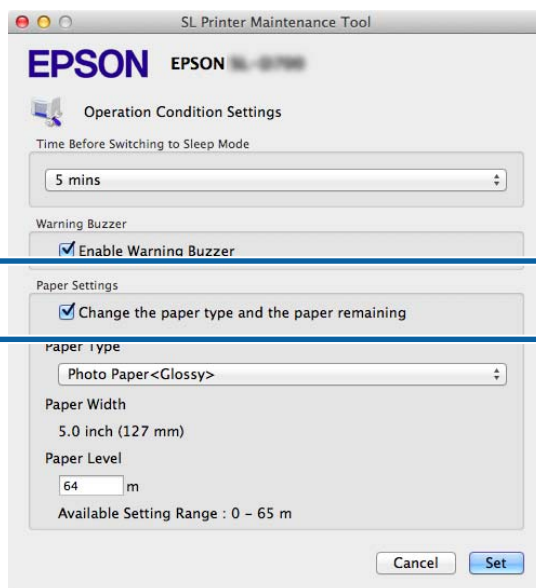 SL Printer Maintenance Tool
EPSON EPSON
Operation Condition Settings
Time Before Switching to Sleep Mode
5 mins
Warning Buzzer
Enable Warning Buzzer
Paper Settings
Change the paper type and the paper remaining
Paper Type
Photo Paper<Glossy>
Paper Width
5.0 inch (127 mm)
Paper Level
64 m
Available Setting Range : 0 - 65 m
Cancel Set